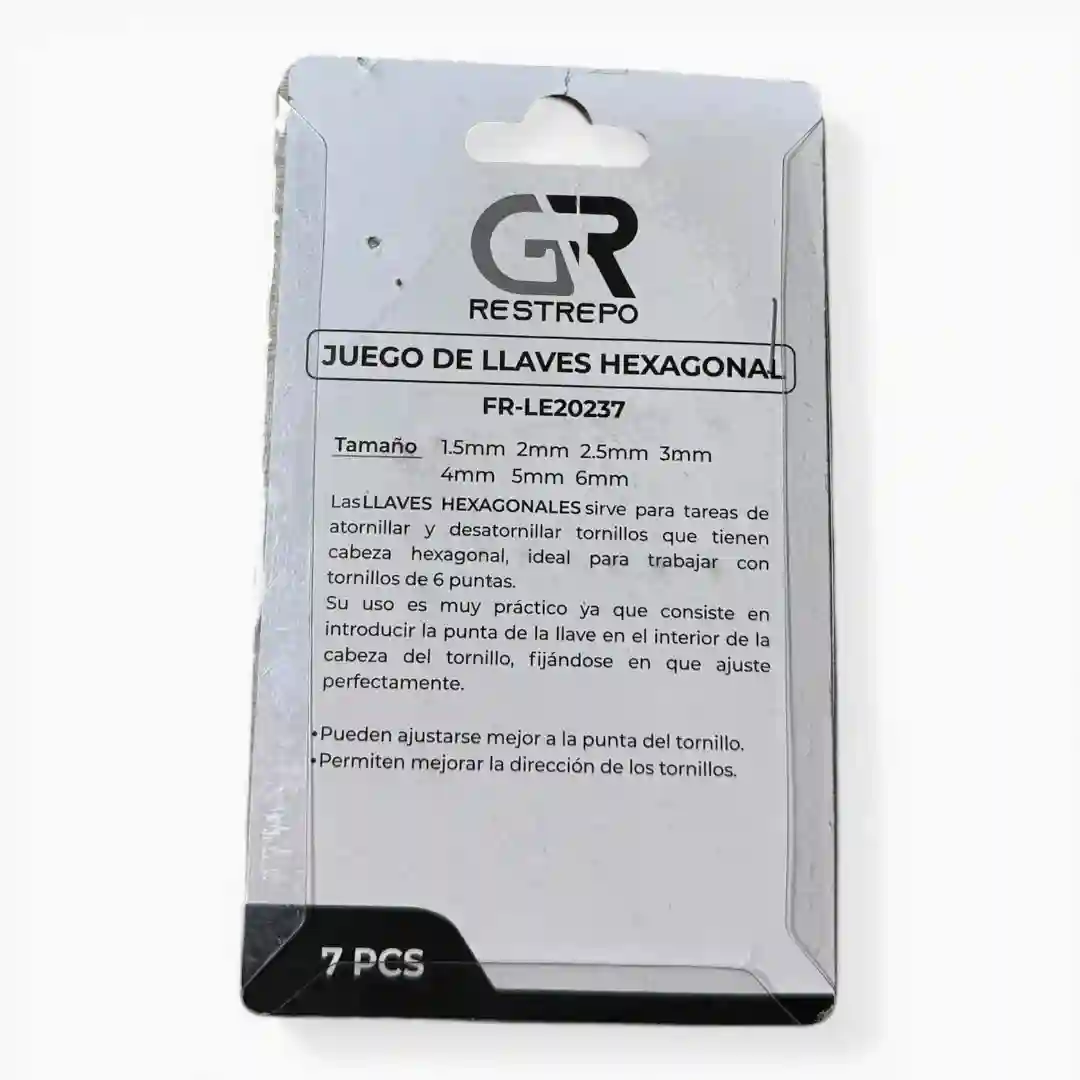 GR
RESTREPO
JUEGO DE LLAVES HEXAGONAL
FR-LE20237
Tamaño 1.5mm 2mm 2.5mm 3mm
4mm 5mm 6mm
Las LLAVES HEXAGONALES sirve para tareas de
atornillar y desatornillar tornillos que tienen
cabeza hexagonal, ideal para trabajar con
tornillos de 6 puntas.
Su uso es muy práctico ya que consiste en
introducir la punta de la llave en el interior de la
cabeza del tornillo, fijándose en que ajuste
perfectamente.
•Pueden ajustarse mejor a la punta del tornillo.
•Permiten mejorar la dirección de los tornillos.
7 PCS